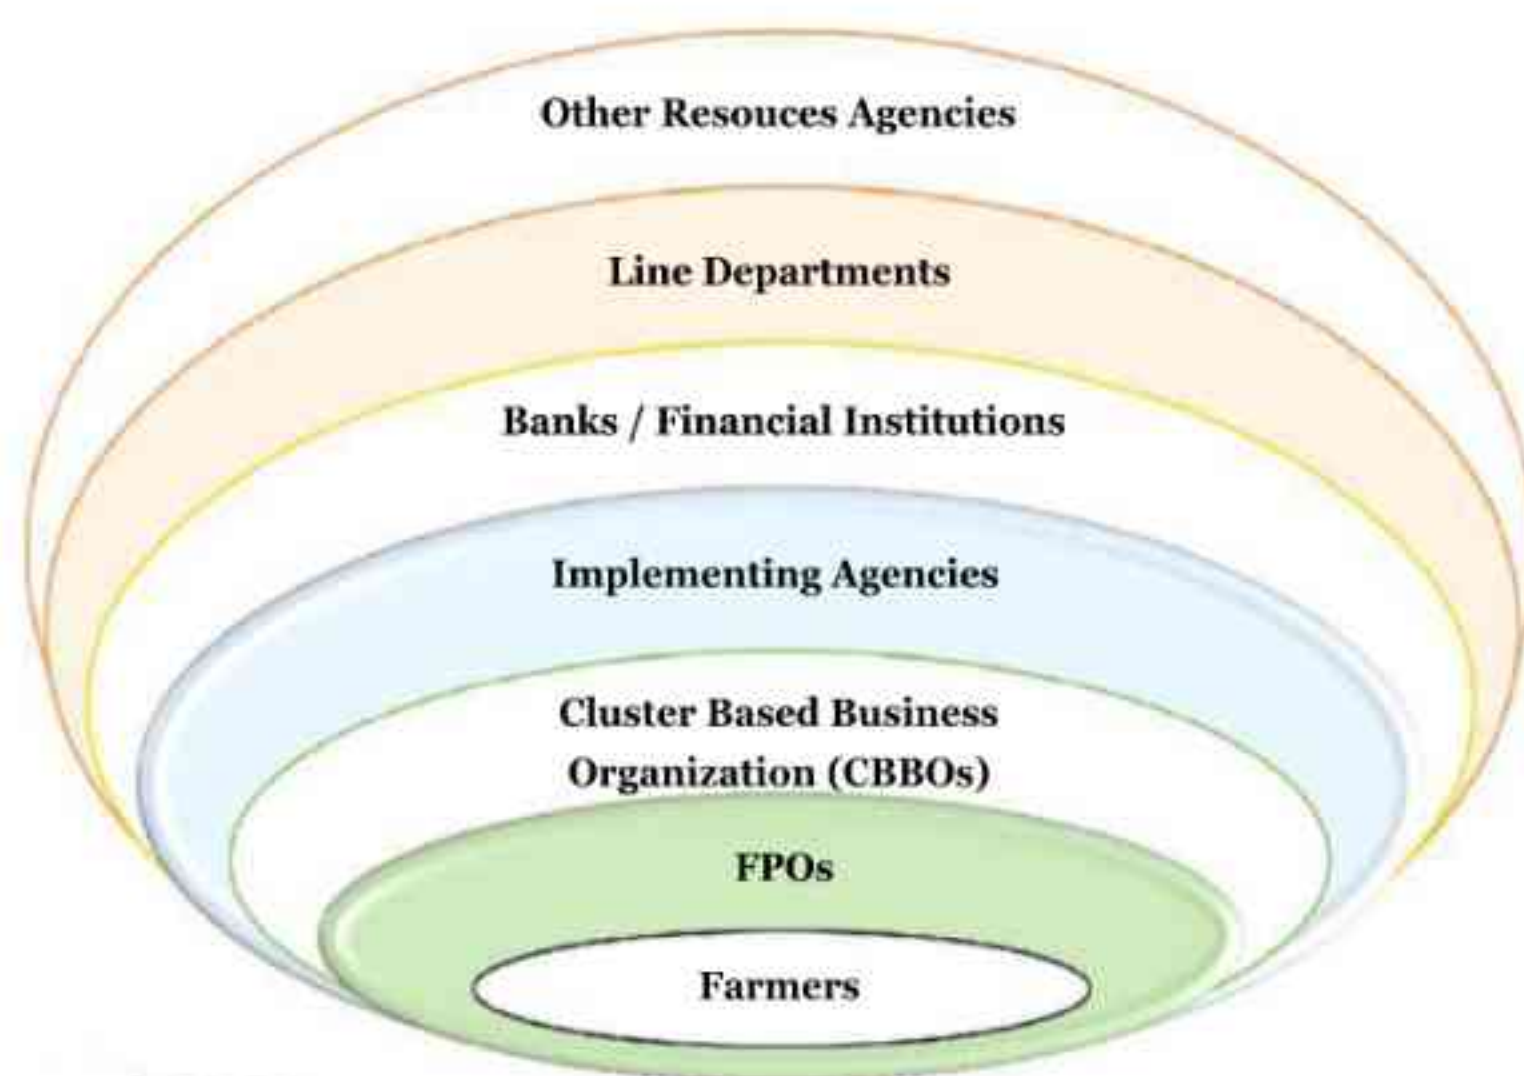 Other Resouces Agencies
Line Departments
Banks / Financial Institutions
Implementing Agencies
Cluster Based Business
Organization (CBBOs)
FPOs
Farmers